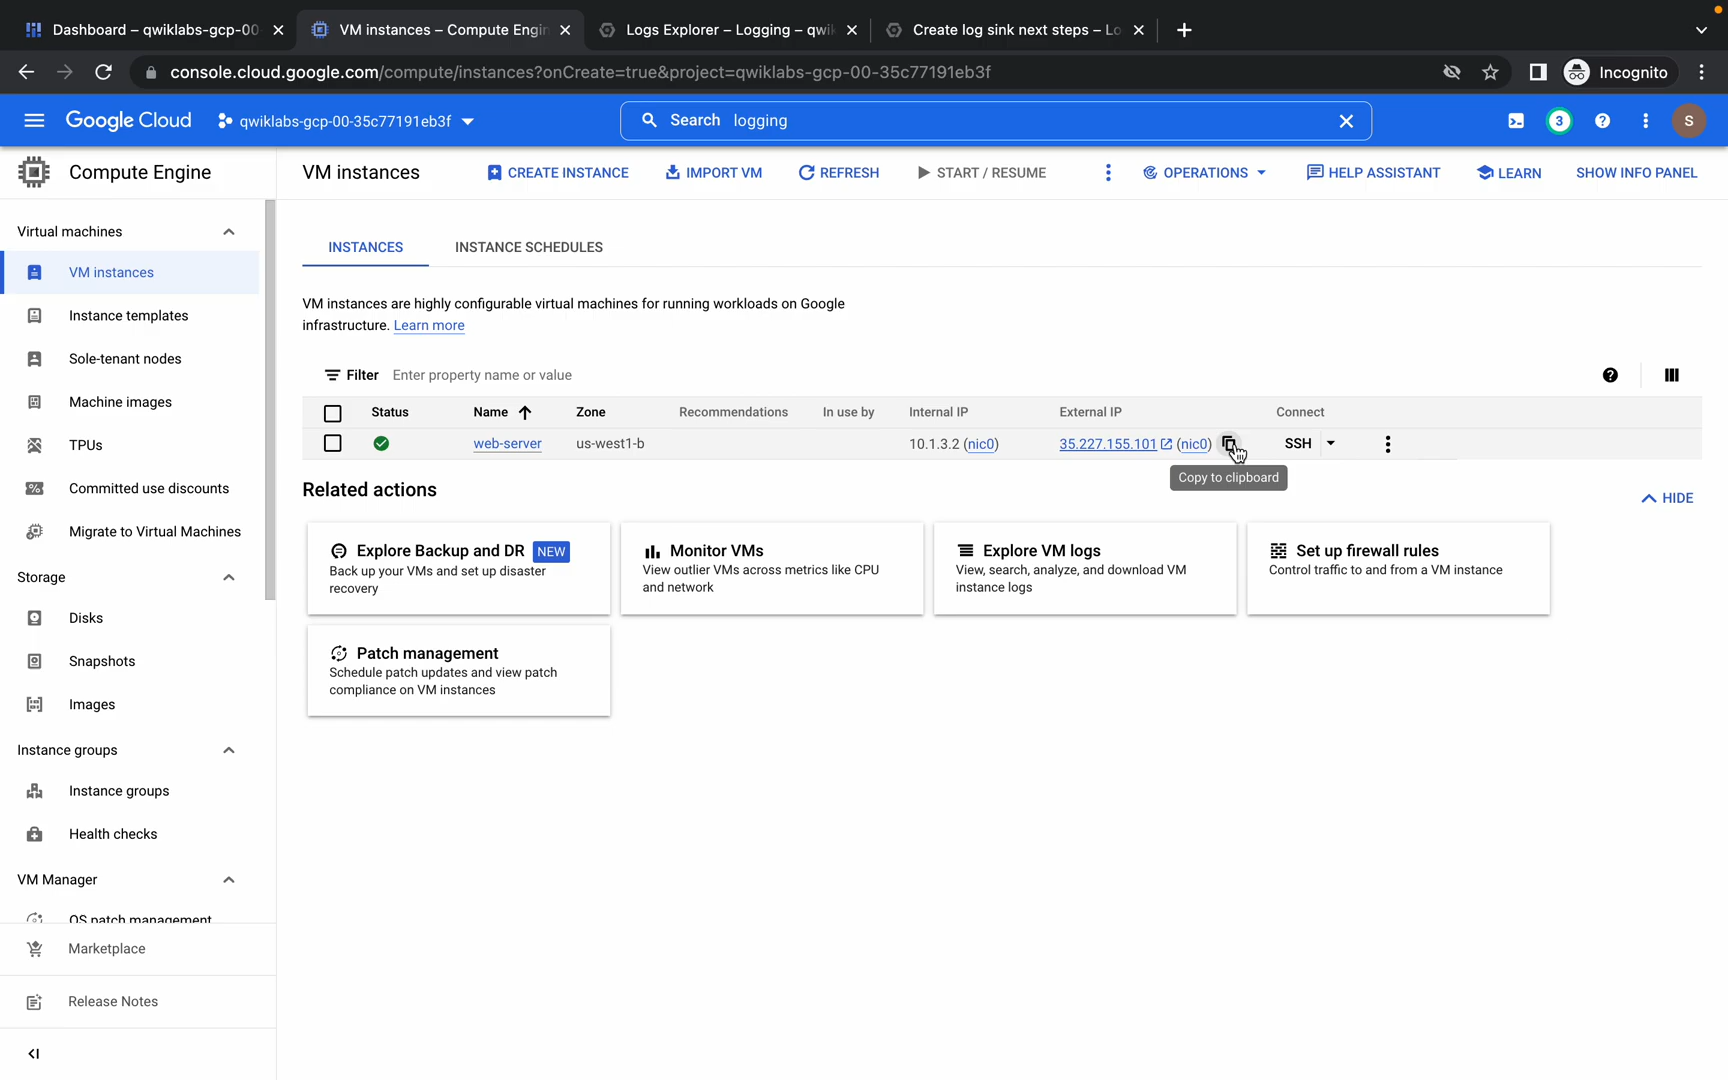 Dashboard – qwiklabs-gcp-00
VM instances – Compute Engin
Logs Explorer – Logging – qwik
Create log sink next steps – Lo
console.cloud.google.com/compute/instances?onCreate=true&project=qwiklabs-gcp-00-35c77191eb3f
Incognito
Google Cloud
qwiklabs-gcp-00-35c77191eb3f
Search logging
3
S
Compute Engine
VM instances
CREATE INSTANCE
IMPORT VM
REFRESH
START / RESUME
OPERATIONS
HELP ASSISTANT
LEARN
SHOW INFO PANEL
Virtual machines
VM instances
Instance templates
Sole-tenant nodes
Machine images
TPUs
Committed use discounts
Migrate to Virtual Machines
Storage
Disks
Snapshots
Images
Instance groups
Instance groups
Health checks
VM Manager
OS patch management
Marketplace
Release Notes
INSTANCES
INSTANCE SCHEDULES
VM instances are highly configurable virtual machines for running workloads on Google
infrastructure. Learn more
Filter Enter property name or value
Status Name Zone Recommendations In use by Internal IP External IP Connect
web-server us-west1-b 10.1.3.2 (nic0) 35.227.155.101 (nic0) SSH
Copy to clipboard
Related actions
HIDE
Explore Backup and DR NEW
Back up your VMs and set up disaster
recovery
Monitor VMs
View outlier VMs across metrics like CPU
and network
Explore VM logs
View, search, analyze, and download VM
instance logs
Set up firewall rules
Control traffic to and from a VM instance
Patch management
Schedule patch updates and view patch
compliance on VM instances